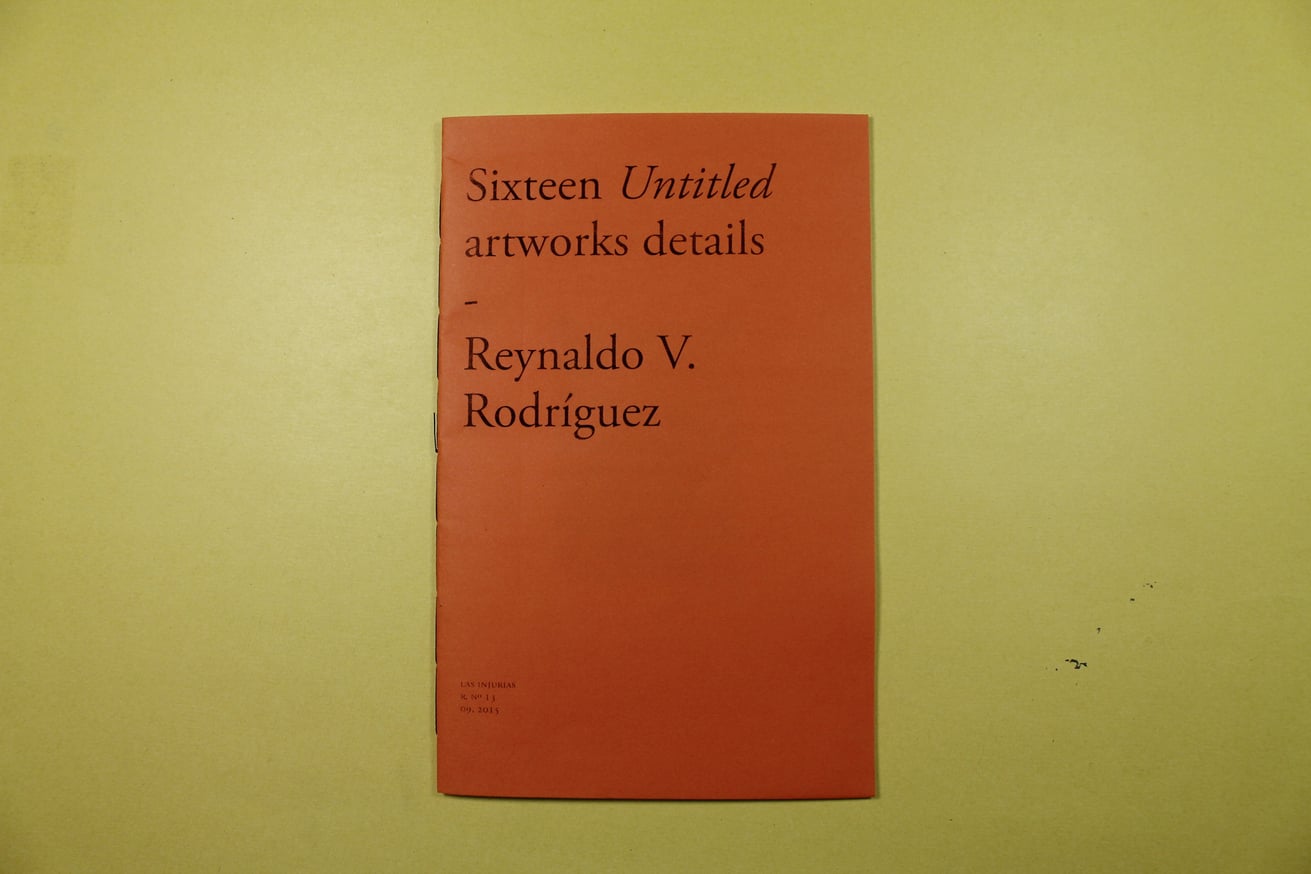 Sixteen Untitled
artworks details
-
Reynaldo V.
Rodríguez
LAS INJURIAS
R. Nº 13
09. 2015